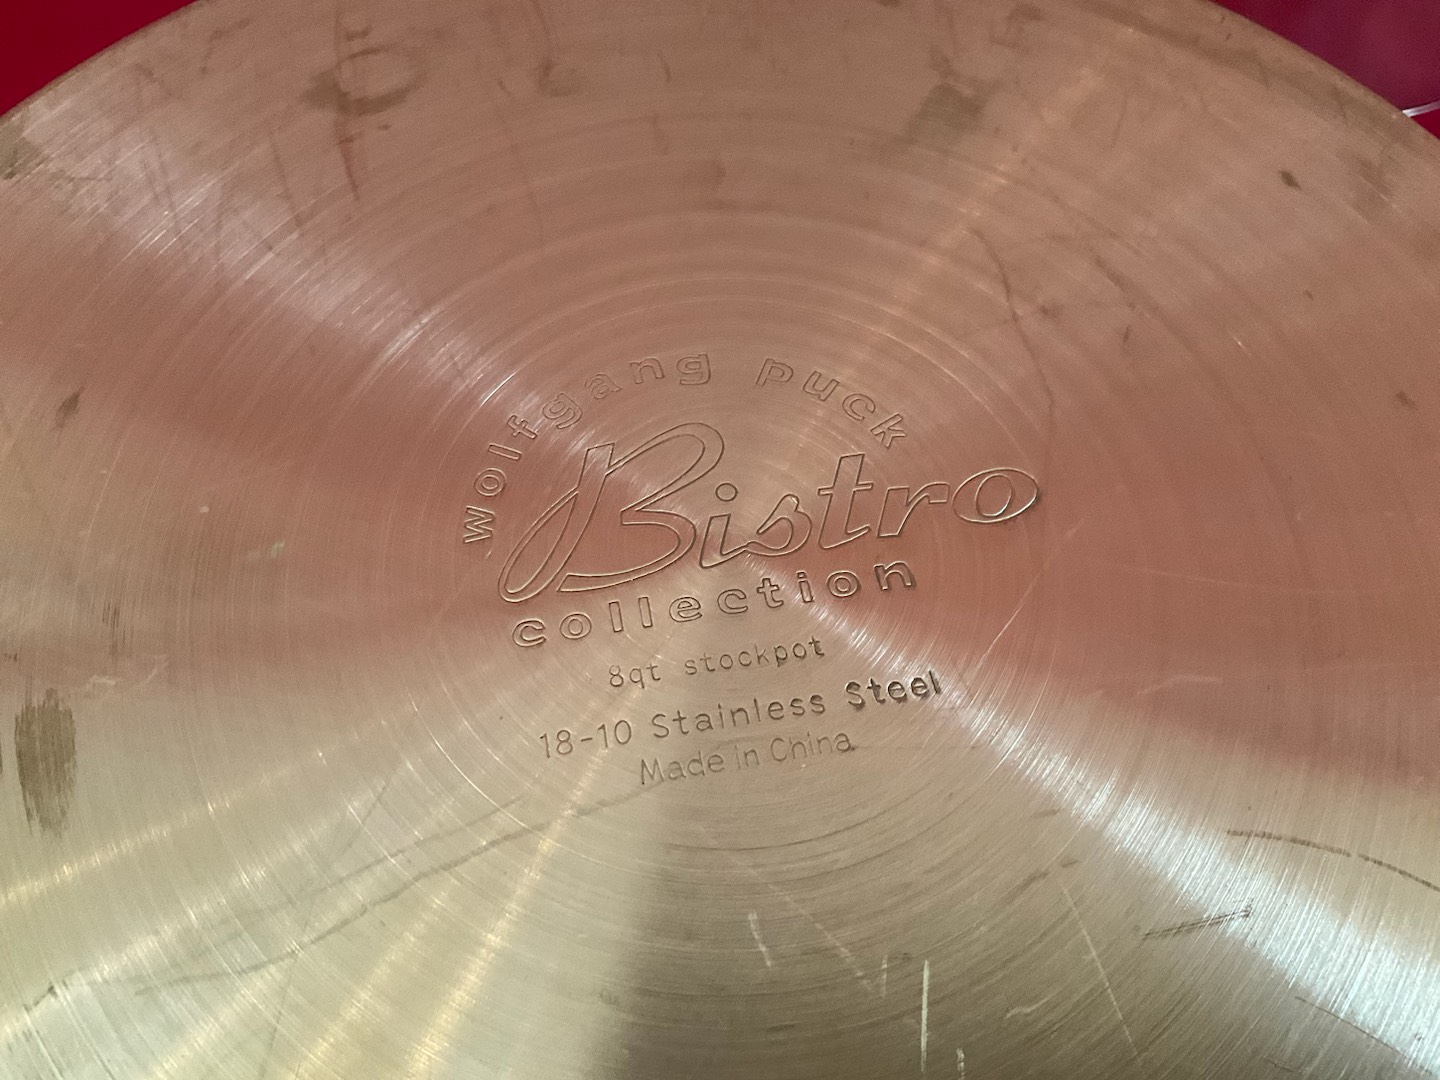 wolfgang puck
Bistro
collection
8qt stockpot
18-10 Stainless Steel
Made in China